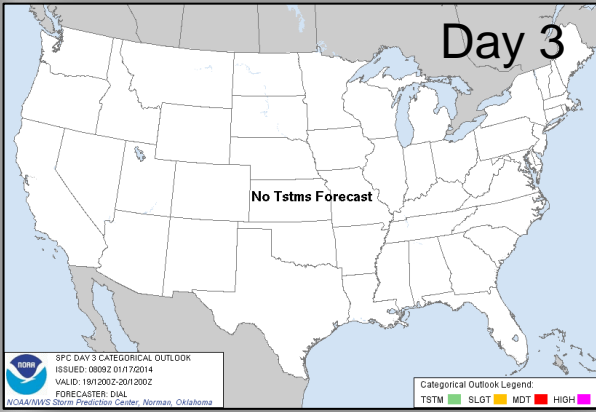 Day 3
No Tstms Forecast
NOAA
SPC DAY 3 CATEGORICAL OUTLOOK
ISSUED: 0809Z 01/17/2014
VALID: 19/1200Z-20/1200Z
FORECASTER: DIAL
NOAA/NWS Storm Prediction Center, Norman, Oklahoma
Categorical Outlook Legend:
TSTM SLGT MDT HIGH